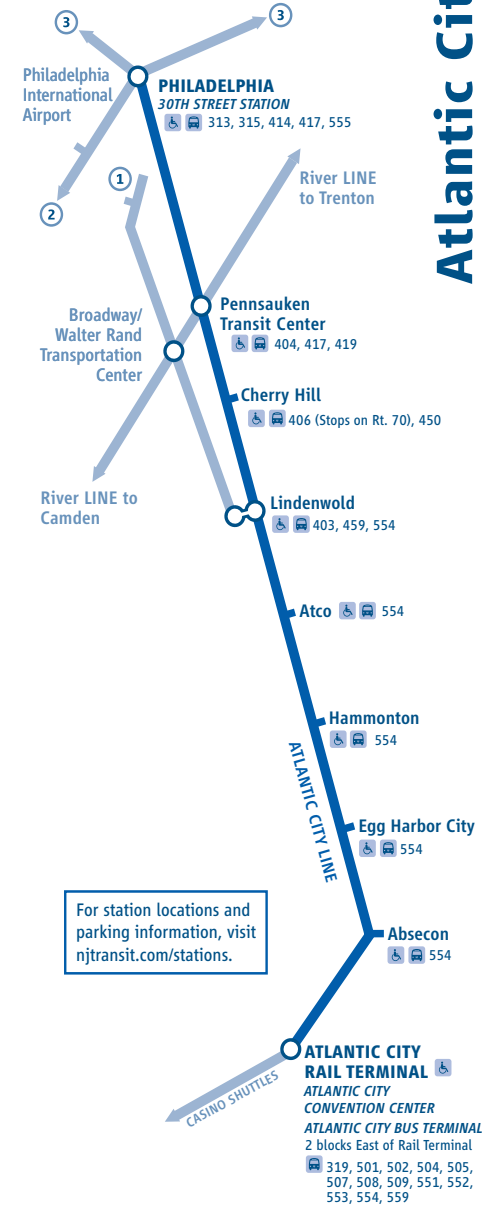 Atlantic Cit
3
3
Philadelphia
International
Airport
PHILADELPHIA
30TH STREET STATION
313, 315, 414, 417, 555
1
2
River LINE
to Trenton
Broadway/
Walter Rand
Transportation
Center
Pennsauken
Transit Center
404, 417, 419
Cherry Hill
406 (Stops on Rt. 70), 450
River LINE to
Camden
Lindenwold
403, 459, 554
Atco 554
Hammonton
554
ATLANTIC CITY LINE
Egg Harbor City
554
For station locations and
parking information, visit
njtransit.com/stations.
Absecon
554
CASINO SHUTTLES
ATLANTIC CITY
RAIL TERMINAL
ATLANTIC CITY
CONVENTION CENTER
ATLANTIC CITY BUS TERMINAL
2 blocks East of Rail Terminal
319, 501, 502, 504, 505,
507, 508, 509, 551, 552,
553, 554, 559